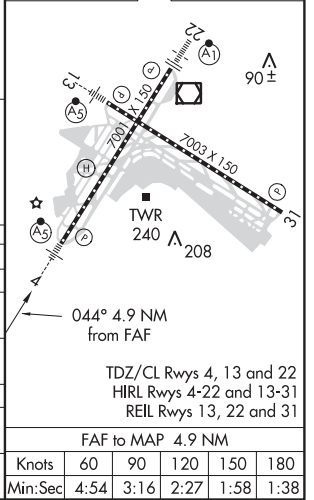 22
A1
90 ±
13
P
P
A5
7001 X 150
7003 X 150
H
P
31
TWR
240
208
A5
P
4
044° 4.9 NM
from FAF
TDZ/CL Rwys 4, 13 and 22
HIRL Rwys 4-22 and 13-31
REIL Rwys 13, 22 and 31
FAF to MAP 4.9 NM
Knots 60 90 120 150 180
Min:Sec 4:54 3:16 2:27 1:58 1:38